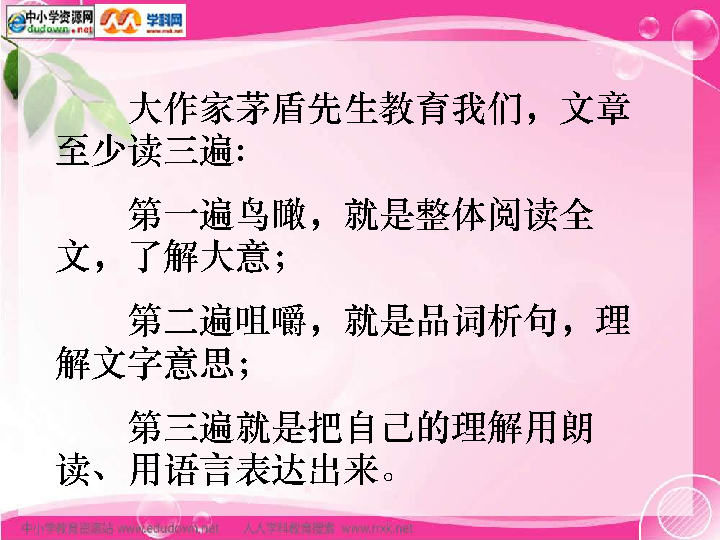 中小学资源网
dudown.net
学科网
www.nxk.net
大作家茅盾先生教育我们，文章
至少读三遍：
第一遍鸟瞰，就是整体阅读全
文，了解大意；
第二遍咀嚼，就是品词析句，理
解文字意思；
第三遍就是把自己的理解用朗
读、用语言表达出来。
中小学教育资源站 www.edudown.net 人人学科教育搜索 www.nxk.net